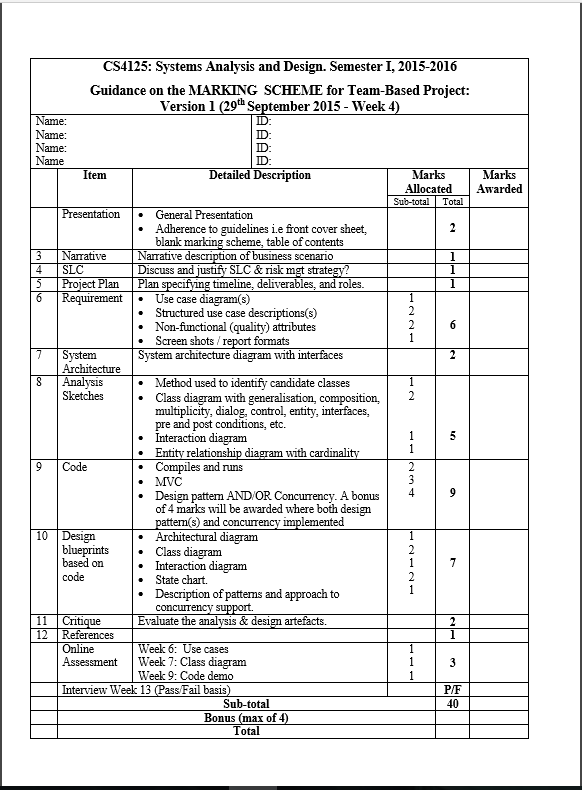 CS4125: Systems Analysis and Design. Semester I, 2015-2016
Guidance on the MARKING SCHEME for Team-Based Project:
Version 1 (29th September 2015 - Week 4)
Name: ID:
Name: ID:
Name: ID:
Name ID:
Item Detailed Description Marks Allocated Marks Awarded
Sub-total Total
Presentation • General Presentation
• Adherence to guidelines i.e front cover sheet, 2
blank marking scheme, table of contents
3 Narrative Narrative description of business scenario 1
4 SLC Discuss and justify SLC & risk mgt strategy? 1
5 Project Plan Plan specifying timeline, deliverables, and roles. 1
6 Requirement • Use case diagram(s) 1
• Structured use case descriptions(s) 2
• Non-functional (quality) attributes 2 6
• Screen shots / report formats 1
7 System System architecture diagram with interfaces 2
Architecture
8 Analysis • Method used to identify candidate classes 1
Sketches • Class diagram with generalisation, composition, 2
multiplicity, dialog, control, entity, interfaces,
pre and post conditions, etc.
• Interaction diagram 1 5
• Entity relationship diagram with cardinality 1
9 Code • Compiles and runs 2
• MVC 3
• Design pattern AND/OR Concurrency. A bonus 4 9
of 4 marks will be awarded where both design
pattern(s) and concurrency implemented
10 Design • Architectural diagram 1
blueprints • Class diagram 2
based on • Interaction diagram 1 7
code • State chart. 2
• Description of patterns and approach to 1
concurrency support.
11 Critique Evaluate the analysis & design artefacts. 2
12 References 1
Online Week 6: Use cases 1
Assessment Week 7: Class diagram 1 3
Week 9: Code demo 1
Interview Week 13 (Pass/Fail basis) P/F
Sub-total 40
Bonus (max of 4)
Total